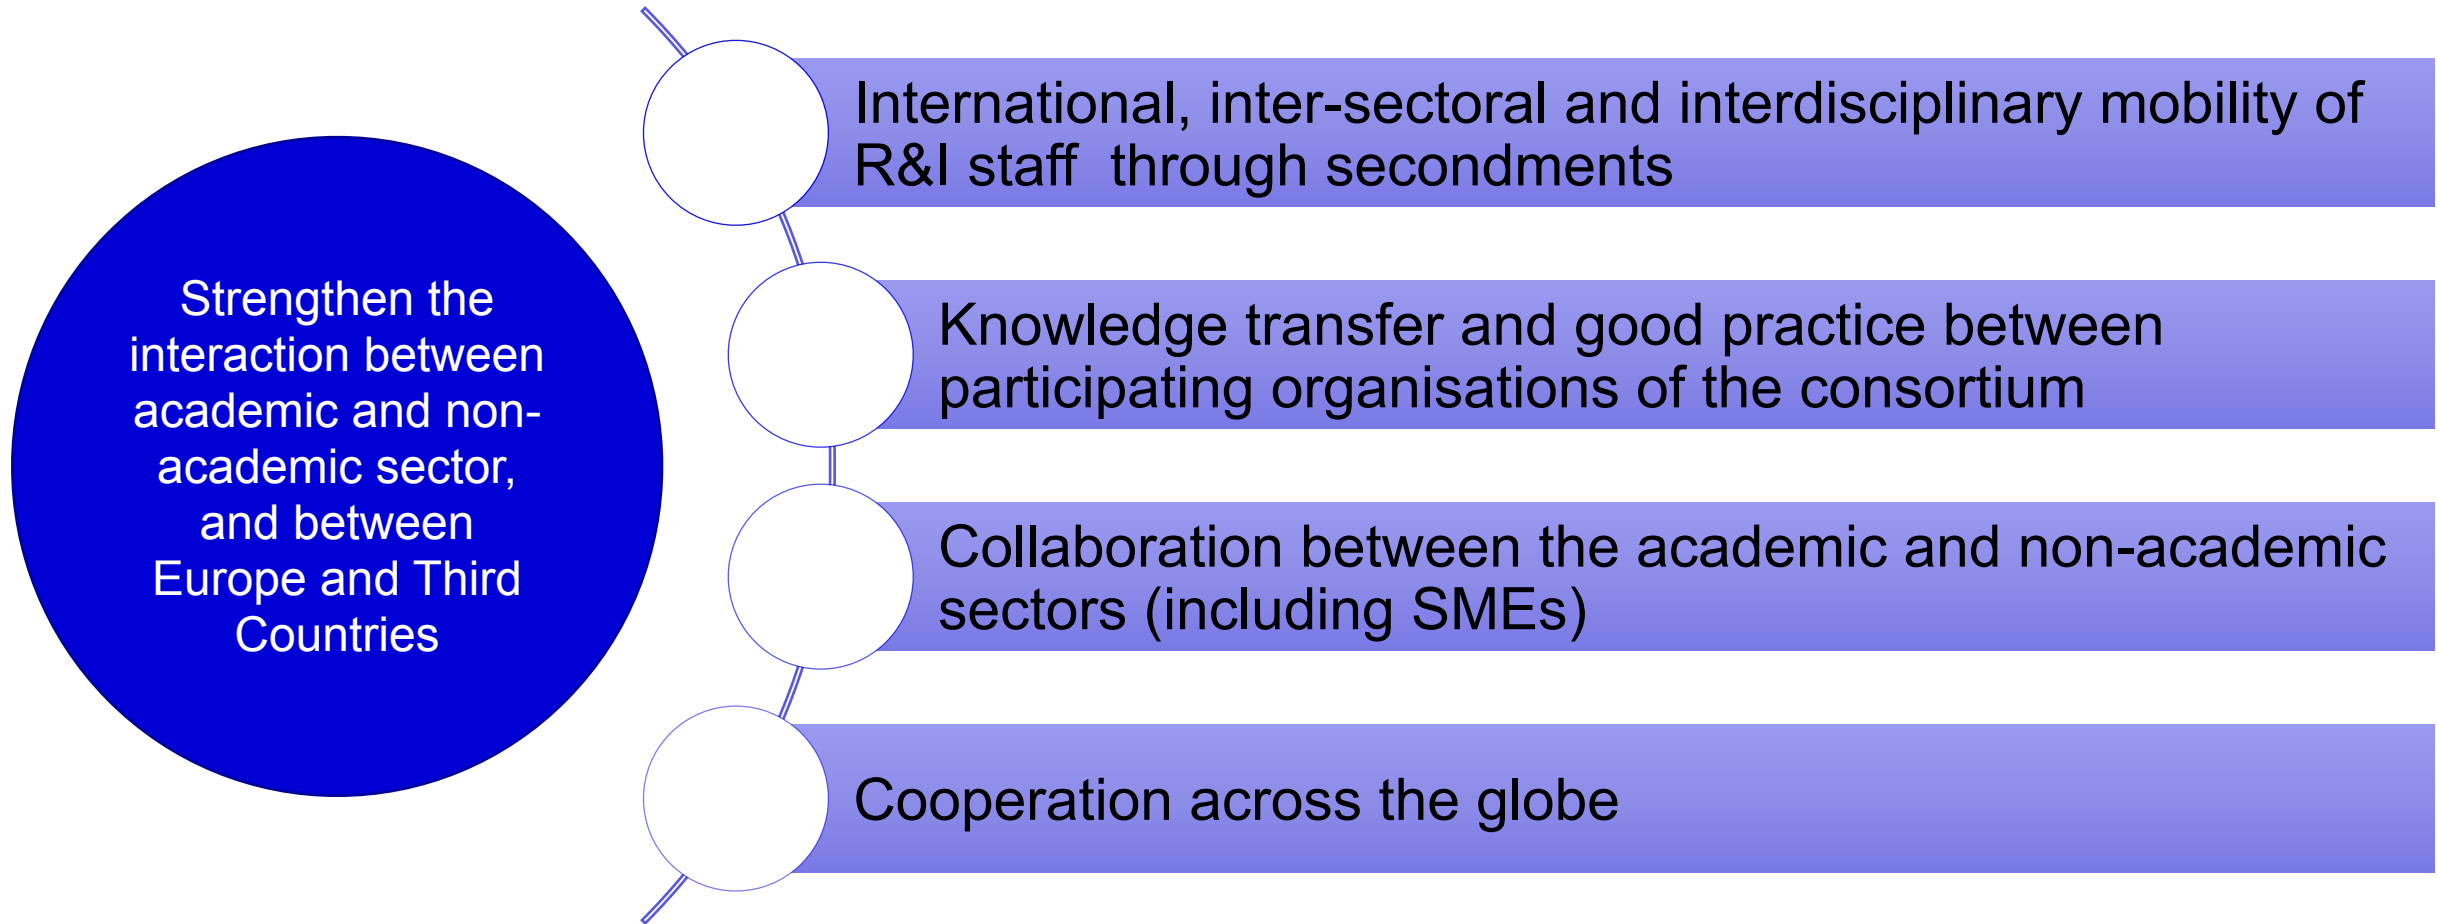 Strengthen the
interaction between
academic and non-
academic sector,
and between
Europe and Third
Countries
International, inter-sectoral and interdisciplinary mobility of
R&I staff  through secondments
Knowledge transfer and good practice between
participating organisations of the consortium
Collaboration between the academic and non-academic
sectors (including SMEs)
Cooperation across the globe